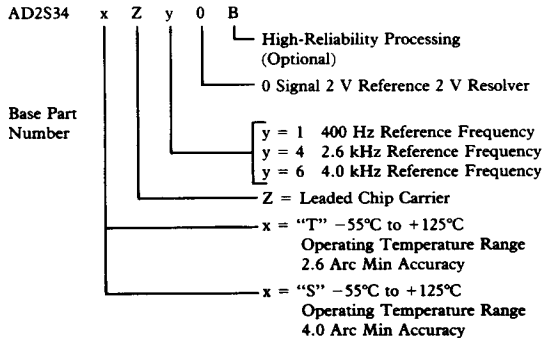 AD2S34 x Z y 0 B
High-Reliability Processing
(Optional)
0 Signal 2 V Reference 2 V Resolver
Base Part
Number
y = 1 400 Hz Reference Frequency
y = 4 2.6 kHz Reference Frequency
y = 6 4.0 kHz Reference Frequency
Z = Leaded Chip Carrier
x = “T” −55°C to +125°C
Operating Temperature Range
2.6 Arc Min Accuracy
x = “S” −55°C to +125°C
Operating Temperature Range
4.0 Arc Min Accuracy